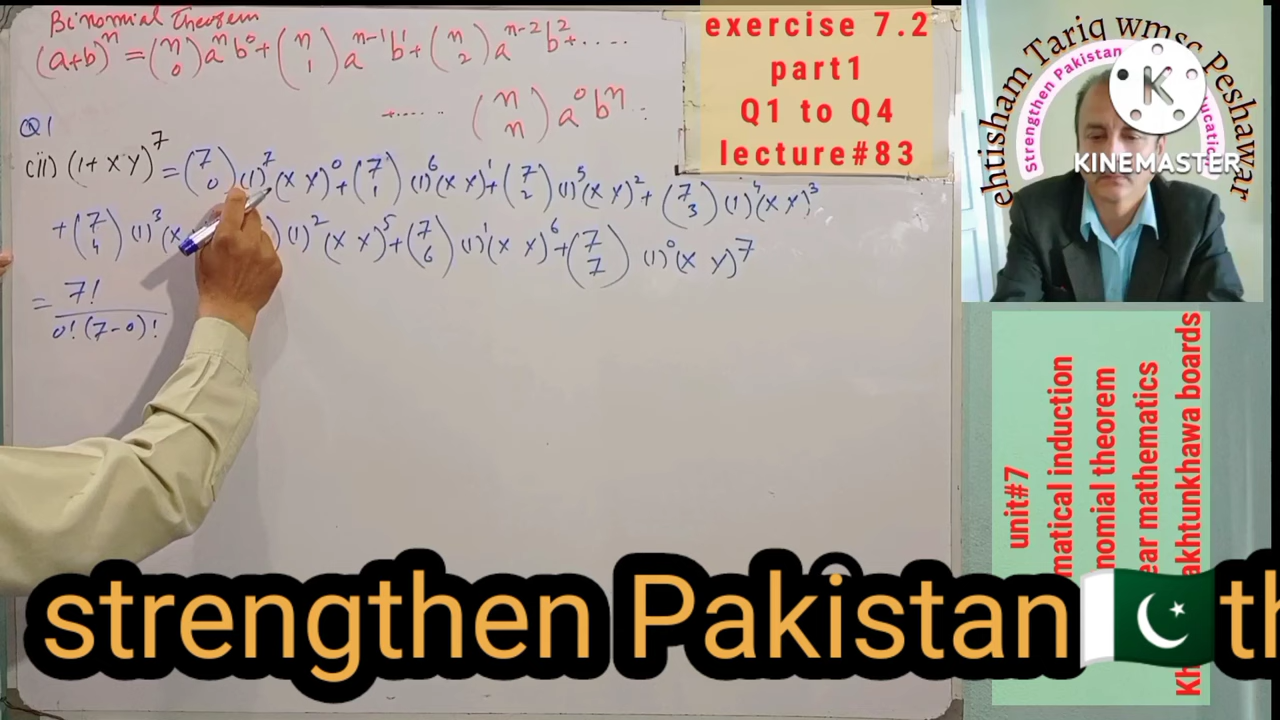 Binomial theorem
(a+b)^n = (n 0) a^n b^0 + (n 1) a^{n-1} b^1 + (n 2) a^{n-2} b^2 + ....
+..... (n n) a^0 b^n ..
Q1
(ii) (1 + x y)^7 = (7 0) (1)^7 (x y)^0 + (7 1) (1)^6 (x y)^1 + (7 2) (1)^5 (x y)^2 + (7 3) (1)^4 (x y)^3
+ (7 4) (1)^3 (x (1)^2 (x y)^5 + (7 6) (1)^1 (x y)^6 + (7 7) (1)^0 (x y)^7
= 7! / 0! (7-0)!
exercise 7.2
part1
Q1 to Q4
lecture#83
ehtisham Tariq wmsc Peshawar
Strengthen Pakistan
KINEMASTER
unit#7
matical induction
nomial theorem
ear mathematics
akhtunkhawa boards
strengthen Pakistan🇵🇰 th